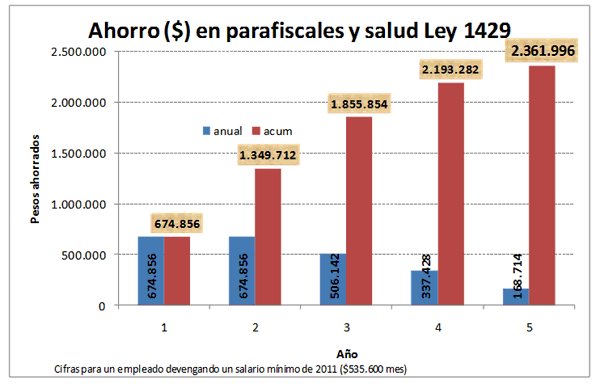 Ahorro ($) en parafiscales y salud Ley 1429
2.500.000
2.000.000
1.500.000
1.000.000
500.000
0
Pesos ahorrados
anual acum
674.856
1.349.712
1.855.854
2.193.282
2.361.996
674.856
674.856
506.142
337.428
168.714
1 2 3 4 5
Año
Cifras para un empleado devengando un salario mínimo de 2011 ($535.600 mes)